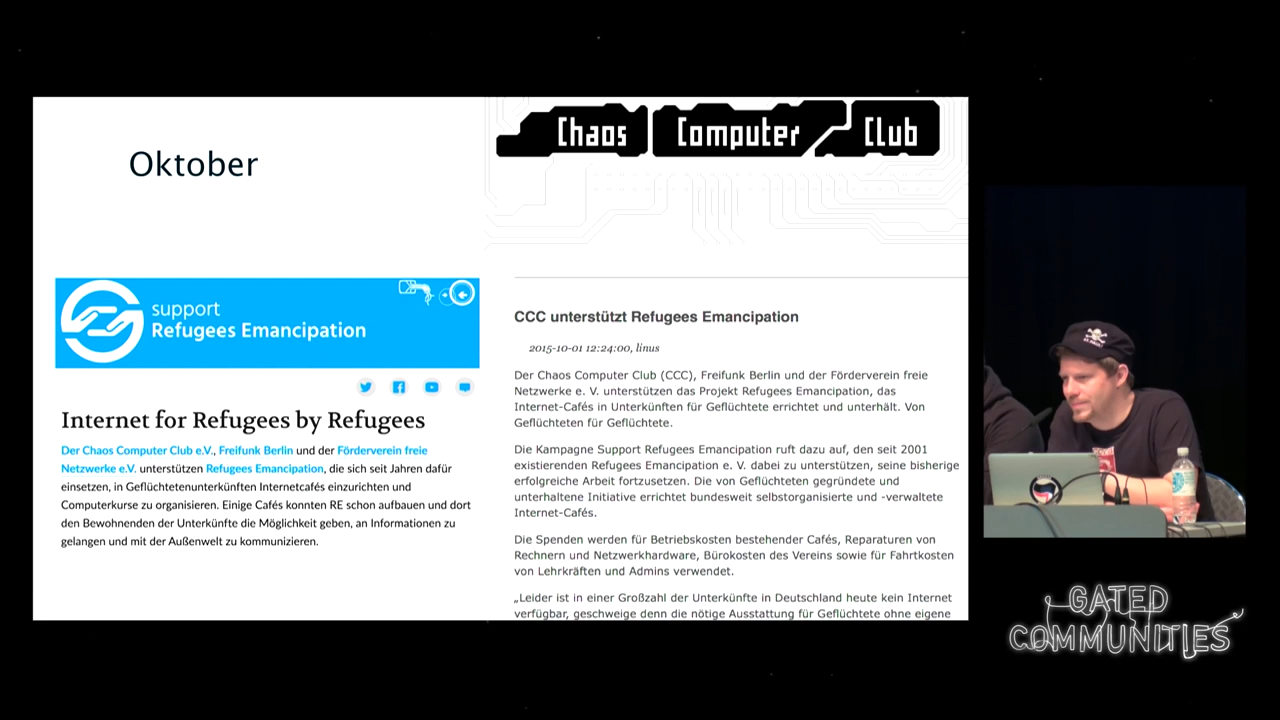 Oktober
support
Refugees Emancipation
Internet for Refugees by Refugees
Der Chaos Computer Club e.V., Freifunk Berlin und der Förderverein freie
Netzwerke e.V. unterstützen Refugees Emancipation, die sich seit Jahren dafür
einsetzen, in Geflüchtetenunterkünften Internetcafés einzurichten und
Computerkurse zu organisieren. Einige Cafés konnten RE schon aufbauen und dort
den Bewohnenden der Unterkünfte die Möglichkeit geben, an Informationen zu
gelangen und mit der Außenwelt zu kommunizieren.
Chaos Computer Club
CCC unterstützt Refugees Emancipation
2015-10-01 12:24:00, linus
Der Chaos Computer Club (CCC), Freifunk Berlin und der Förderverein freie
Netzwerke e. V. unterstützen das Projekt Refugees Emancipation, das
Internet-Cafés in Unterkünften für Geflüchtete errichtet und unterhält. Von
Geflüchteten für Geflüchtete.
Die Kampagne Support Refugees Emancipation ruft dazu auf, den seit 2001
existierenden Refugees Emancipation e. V. dabei zu unterstützen, seine bisherige
erfolgreiche Arbeit fortzusetzen. Die von Geflüchteten gegründete und
unterhaltene Initiative errichtet bundesweit selbstorganisierte und -verwaltete
Internet-Cafés.
Die Spenden werden für Betriebskosten bestehender Cafés, Reparaturen von
Rechnern und Netzwerkhardware, Bürokosten des Vereins sowie für Fahrtkosten
von Lehrkräften und Admins verwendet.
„Leider ist in einer Großzahl der Unterkünfte in Deutschland heute kein Internet
verfügbar, geschweige denn die nötige Ausstattung für Geflüchtete ohne eigene
GATED
COMMUNITIES